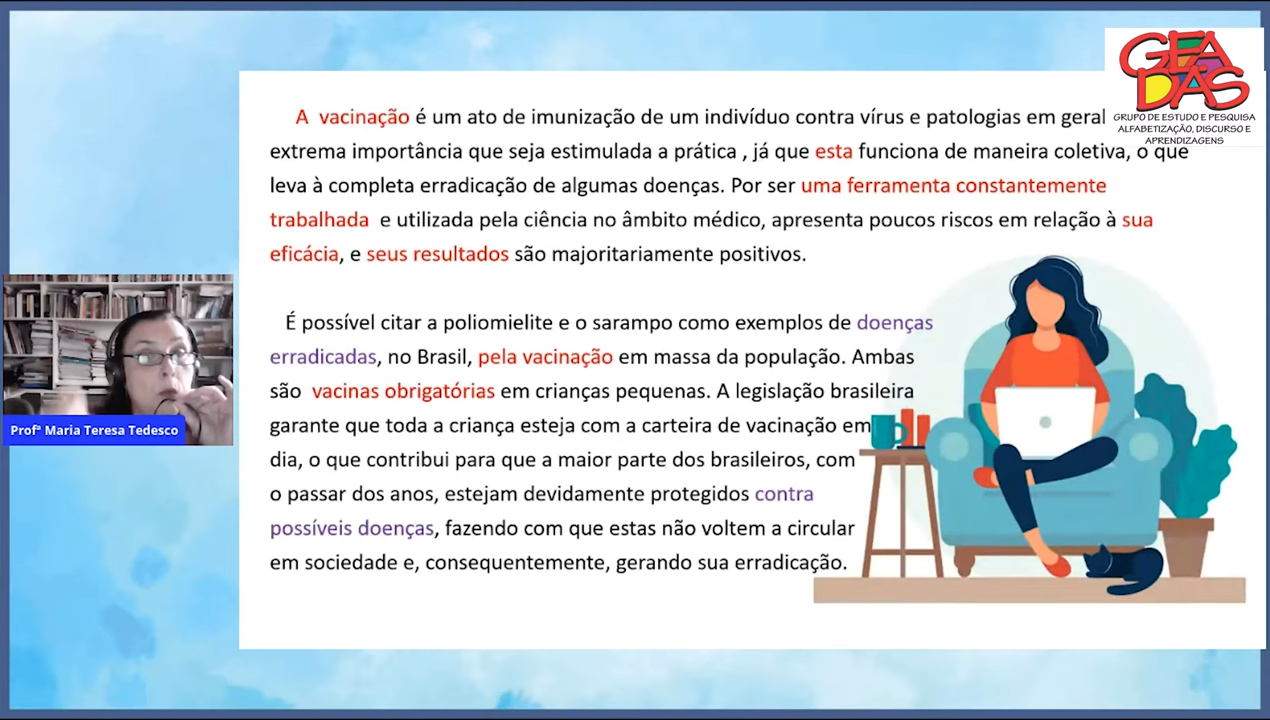 GEA
DAS
GRUPO DE ESTUDO E PESQUISA
ALFABETIZAÇÃO, DISCURSO E
APRENDIZAGENS
A vacinação é um ato de imunização de um indivíduo contra vírus e patologias em geral
extrema importância que seja estimulada a prática , já que esta funciona de maneira coletiva, o que
leva à completa erradicação de algumas doenças. Por ser uma ferramenta constantemente
trabalhada e utilizada pela ciência no âmbito médico, apresenta poucos riscos em relação à sua
eficácia, e seus resultados são majoritariamente positivos.
É possível citar a poliomielite e o sarampo como exemplos de doenças
erradicadas, no Brasil, pela vacinação em massa da população. Ambas
são vacinas obrigatórias em crianças pequenas. A legislação brasileira
garante que toda a criança esteja com a carteira de vacinação em
dia, o que contribui para que a maior parte dos brasileiros, com
o passar dos anos, estejam devidamente protegidos contra
possíveis doenças, fazendo com que estas não voltem a circular
em sociedade e, consequentemente, gerando sua erradicação.
Profª Maria Teresa Tedesco